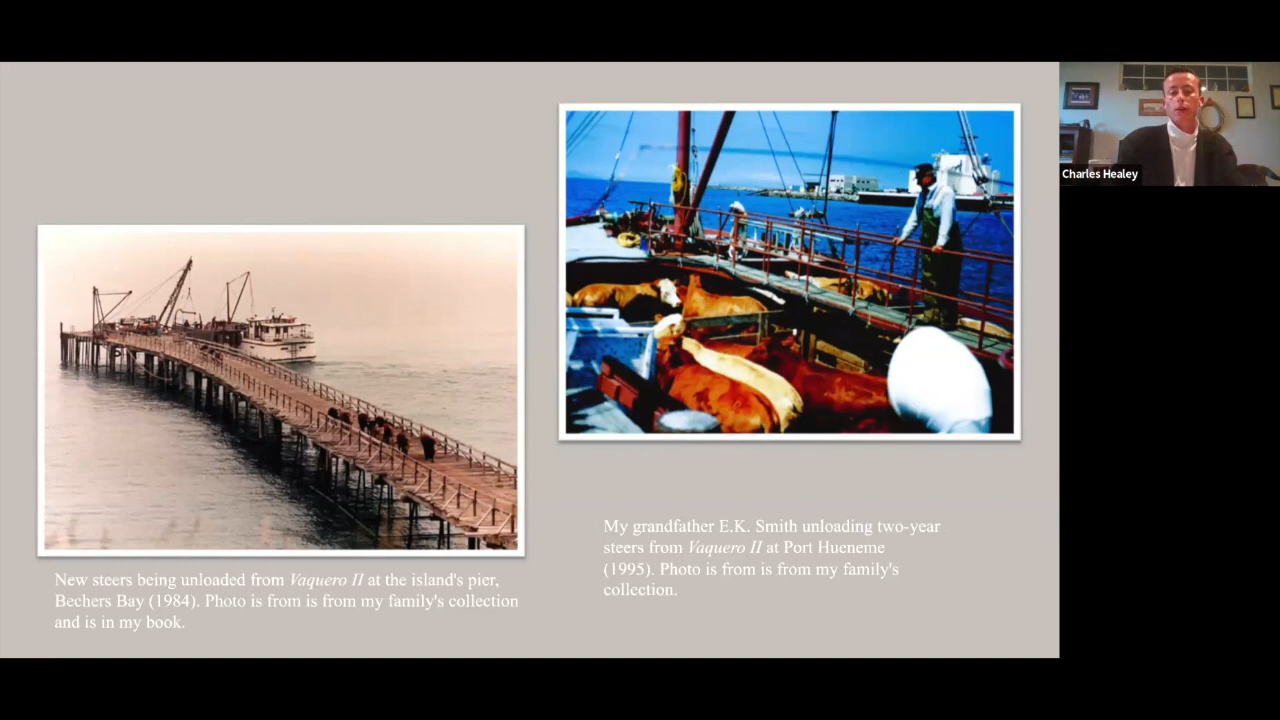 Charles Healey
New steers being unloaded from Vaquero II at the island's pier,
Bechers Bay (1984). Photo is from is from my family's collection
and is in my book.
My grandfather E.K. Smith unloading two-year
steers from Vaquero II at Port Hueneme
(1995). Photo is from is from my family's
collection.